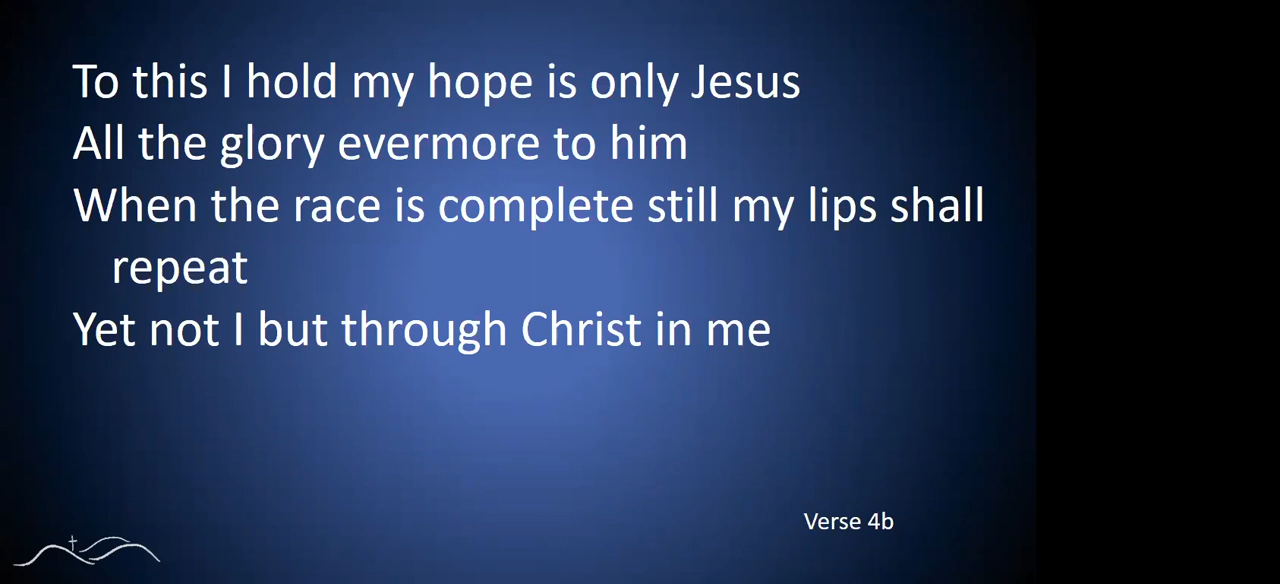 To this I hold my hope is only Jesus
All the glory evermore to him
When the race is complete still my lips shall
repeat
Yet not I but through Christ in me
Verse 4b